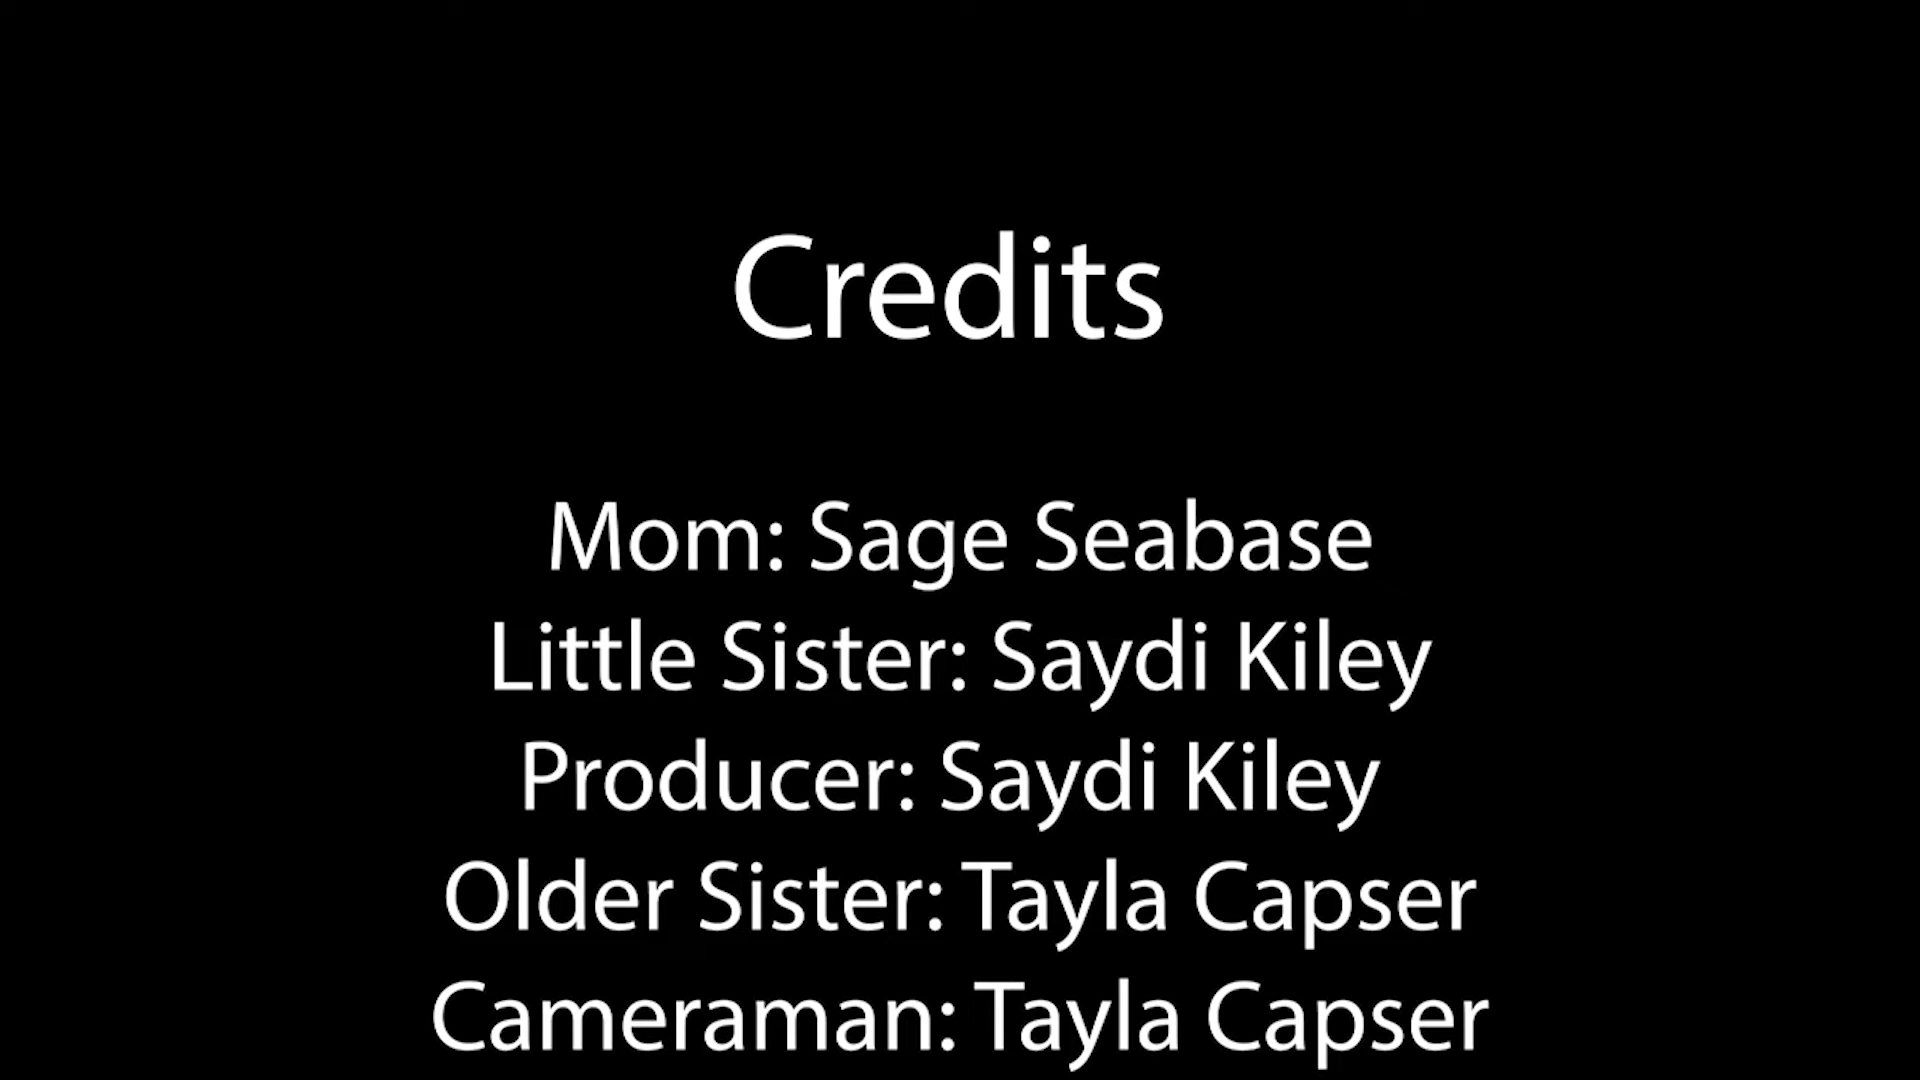 Credits
Mom: Sage Seabase
Little Sister: Saydi Kiley
Producer: Saydi Kiley
Older Sister: Tayla Capser
Cameraman: Tayla Capser